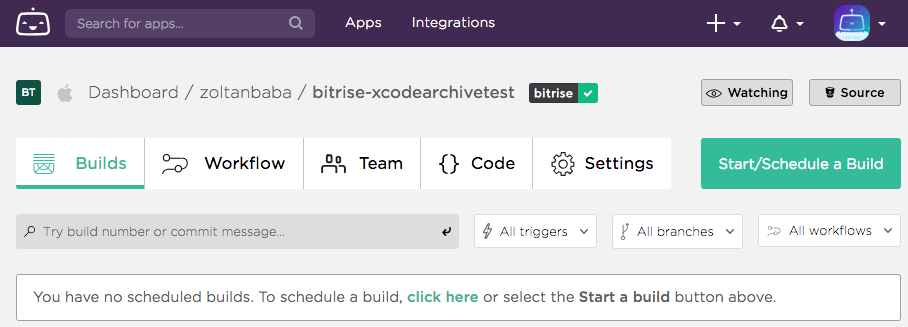 Search for apps...
Apps
Integrations
BT
Dashboard / zoltanbaba / bitrise-xcodearchivetest
bitrise
Watching
Source
Builds
Workflow
Team
{} Code
Settings
Start/Schedule a Build
Try build number or commit message...
All triggers
All branches
All workflows
You have no scheduled builds. To schedule a build, click here or select the Start a build button above.